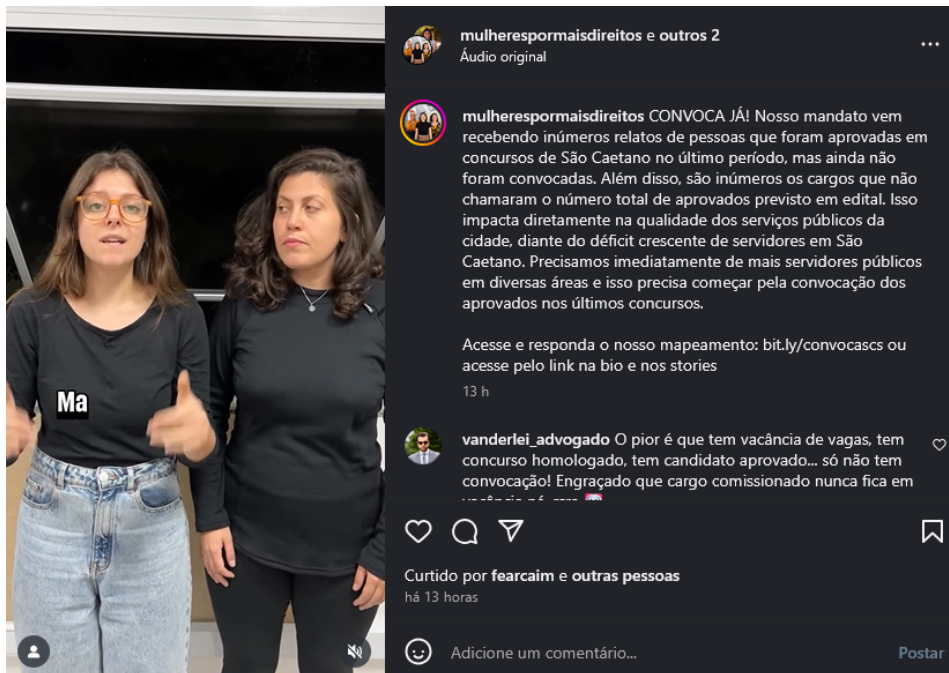 Ma
mulherespormaisdireitos e outros 2
Áudio original
mulherespormaisdireitos CONVOCA JÁ! Nosso mandato vem
recebendo inúmeros relatos de pessoas que foram aprovadas em
concursos de São Caetano no último período, mas ainda não
foram convocadas. Além disso, são inúmeros os cargos que não
chamaram o número total de aprovados previsto em edital. Isso
impacta diretamente na qualidade dos serviços públicos da
cidade, diante do déficit crescente de servidores em São
Caetano. Precisamos imediatamente de mais servidores públicos
em diversas áreas e isso precisa começar pela convocação dos
aprovados nos últimos concursos.
Acesse e responda o nosso mapeamento: bit.ly/convocascs ou
acesse pelo link na bio e nos stories
13 h
vanderlei_advogado O pior é que tem vacância de vagas, tem
concurso homologado, tem candidato aprovado... só não tem
convocação! Engraçado que cargo comissionado nunca fica em
Curtido por fearcaim e outras pessoas
há 13 horas
Adicione um comentário...
Postar